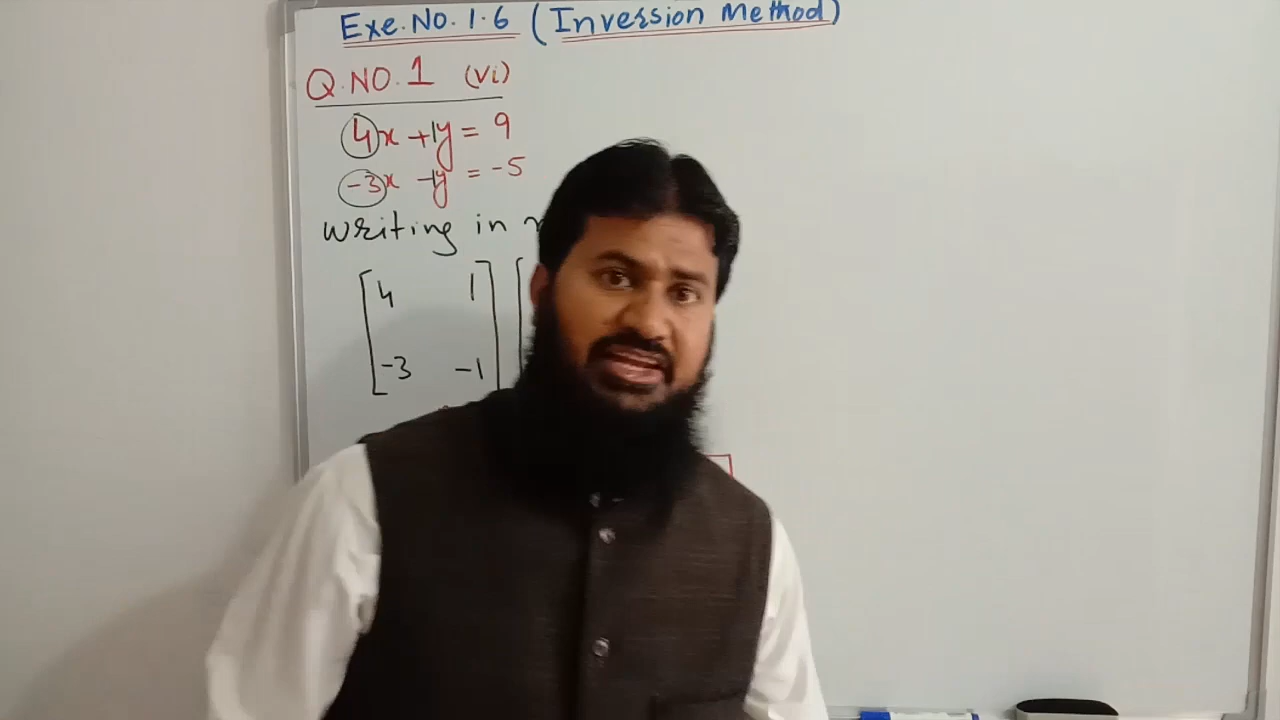 Exe.No.1.6 (Inversion Method)
Q.NO.1 (vi)
4x +1y = 9
-3x -1y = -5
Writing in
4 1
-3 -1